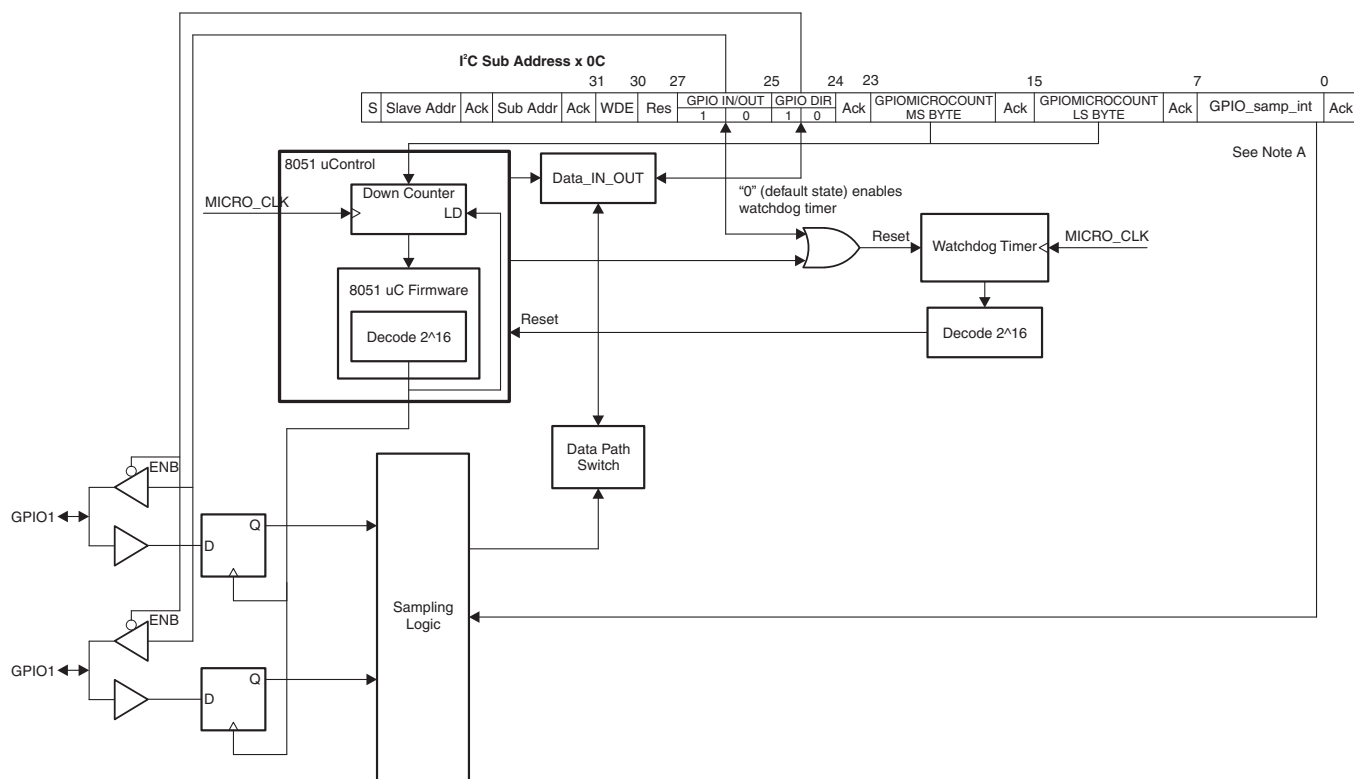 I²C Sub Address x 0C
31 30 27 25 24 23 15 7 0
S Slave Addr Ack Sub Addr Ack WDE Res GPIO IN/OUT 1 0 GPIO DIR 1 0 Ack GPIOMICROCOUNT MS BYTE Ack GPIOMICROCOUNT LS BYTE Ack GPIO_samp_int Ack
See Note A
8051 uControl
Down Counter
LD
MICRO_CLK
8051 uC Firmware
Decode 2^16
Data_IN_OUT
"0" (default state) enables
watchdog timer
Reset
Watchdog Timer
MICRO_CLK
Decode 2^16
Reset
Data Path
Switch
ENB
GPIO1
D
Q
Sampling
Logic
ENB
GPIO1
D
Q